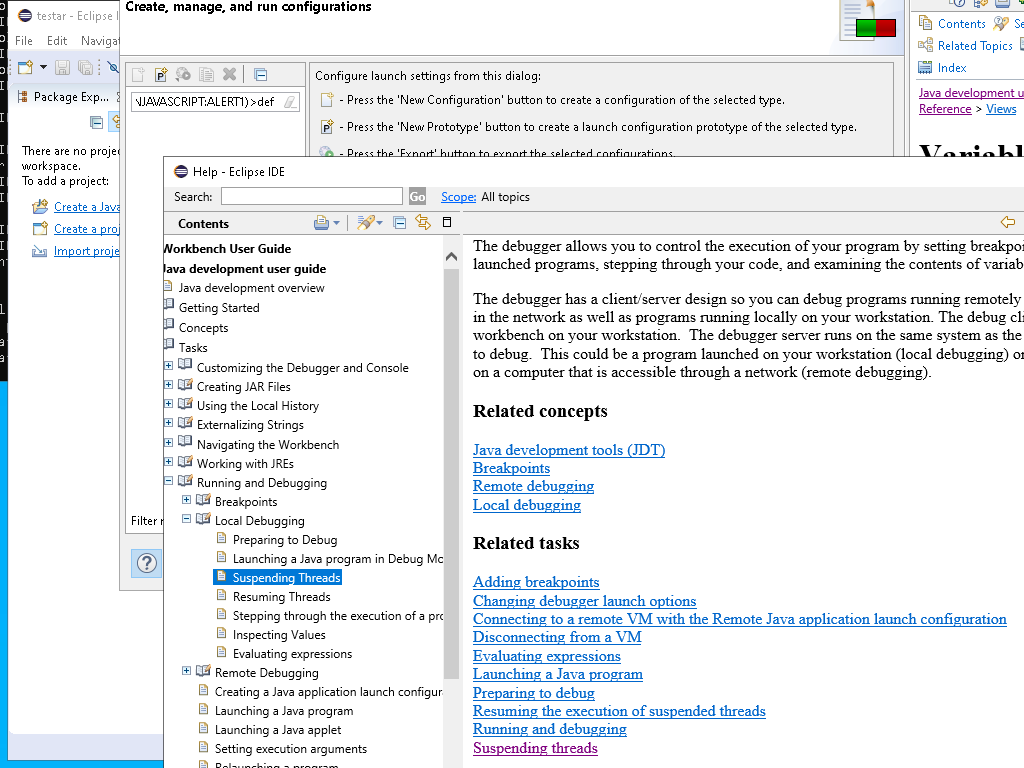 Create, manage, and run configurations
testar - Eclipse I
File Edit Navigat
Package Exp...
There are no proje
workspace.
To add a project:
Create a Java
Create a proj
Import proje
\JAVASCRIPT:ALERT1)>def
Filter
Configure launch settings from this dialog:
- Press the 'New Configuration' button to create a configuration of the selected type.
- Press the 'New Prototype' button to create a launch configuration prototype of the selected type.
- Press the 'Export' button to export the selected configurations.
Contents Se
Related Topics
Index
Java development u
Reference > Views
Variabl
Help - Eclipse IDE
Search: Go Scope: All topics
Contents
Workbench User Guide
Java development user guide
Java development overview
Getting Started
Concepts
Tasks
Customizing the Debugger and Console
Creating JAR Files
Using the Local History
Externalizing Strings
Navigating the Workbench
Working with JREs
Running and Debugging
Breakpoints
Local Debugging
Preparing to Debug
Launching a Java program in Debug Mo
Suspending Threads
Resuming Threads
Stepping through the execution of a pro
Inspecting Values
Evaluating expressions
Remote Debugging
Creating a Java application launch configur
Launching a Java program
Launching a Java applet
Setting execution arguments
Relaunching a program
The debugger allows you to control the execution of your program by setting breakpoi
launched programs, stepping through your code, and examining the contents of variab
The debugger has a client/server design so you can debug programs running remotely
in the network as well as programs running locally on your workstation. The debug cli
workbench on your workstation. The debugger server runs on the same system as the
to debug. This could be a program launched on your workstation (local debugging) or
on a computer that is accessible through a network (remote debugging).
Related concepts
Java development tools (JDT)
Breakpoints
Remote debugging
Local debugging
Related tasks
Adding breakpoints
Changing debugger launch options
Connecting to a remote VM with the Remote Java application launch configuration
Disconnecting from a VM
Evaluating expressions
Launching a Java program
Preparing to debug
Resuming the execution of suspended threads
Running and debugging
Suspending threads